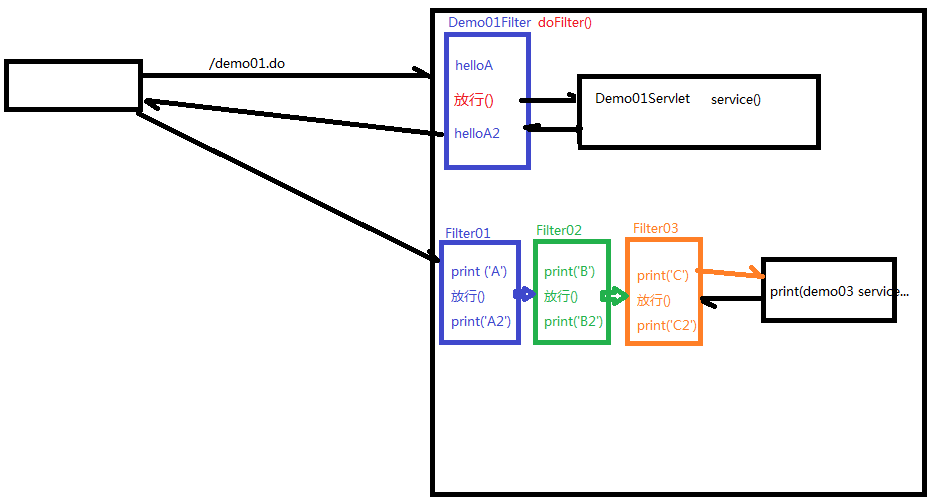 Demo01Filter doFilter()
/demo01.do
helloA
放行()
helloA2
Demo01Servlet service()
Filter01
print ('A')
放行()
print('A2')
Filter02
print('B')
放行()
print('B2')
Filter03
print('C')
放行()
print('C2')
print(demo03 service...